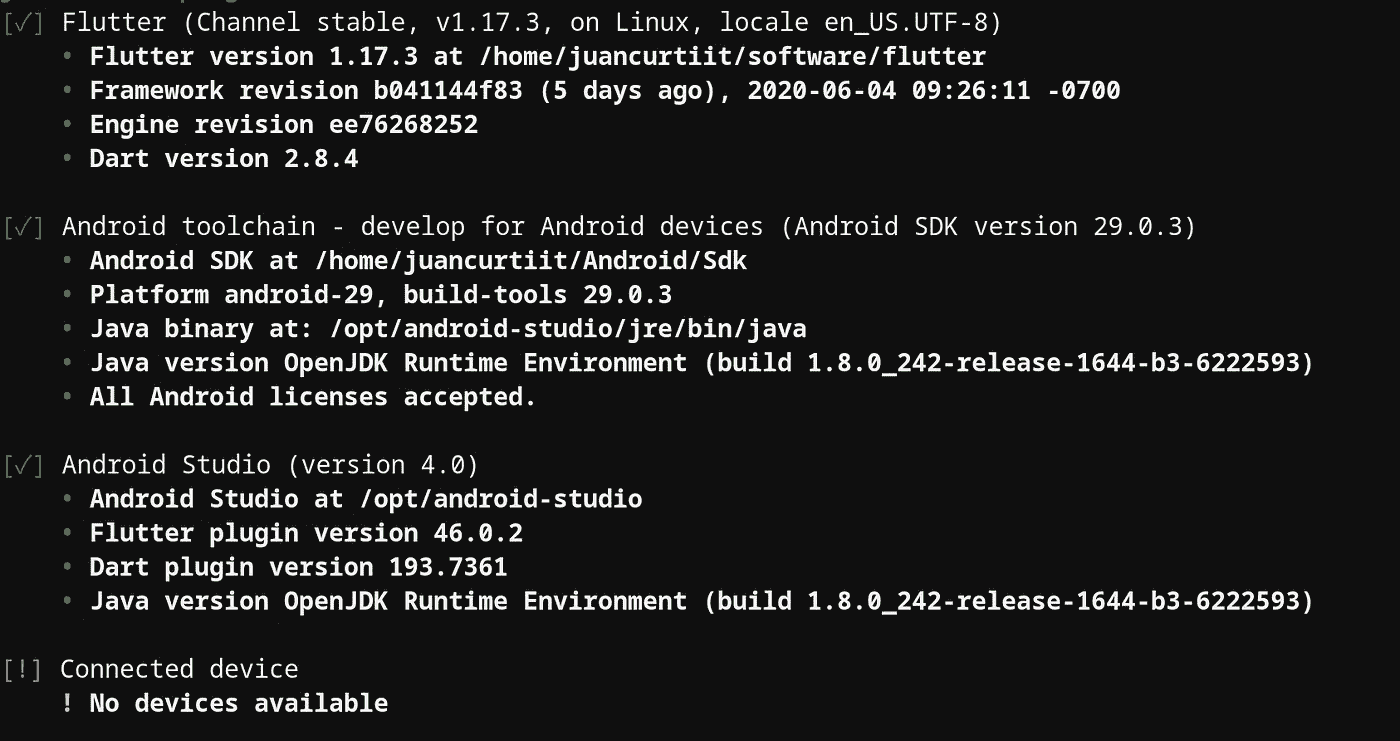 [✓] Flutter (Channel stable, v1.17.3, on Linux, locale en_US.UTF-8)
• Flutter version 1.17.3 at /home/juancurtiit/software/flutter
• Framework revision b041144f83 (5 days ago), 2020-06-04 09:26:11 -0700
• Engine revision ee76268252
• Dart version 2.8.4
[✓] Android toolchain - develop for Android devices (Android SDK version 29.0.3)
• Android SDK at /home/juancurtiit/Android/Sdk
• Platform android-29, build-tools 29.0.3
• Java binary at: /opt/android-studio/jre/bin/java
• Java version OpenJDK Runtime Environment (build 1.8.0_242-release-1644-b3-6222593)
• All Android licenses accepted.
[✓] Android Studio (version 4.0)
• Android Studio at /opt/android-studio
• Flutter plugin version 46.0.2
• Dart plugin version 193.7361
• Java version OpenJDK Runtime Environment (build 1.8.0_242-release-1644-b3-6222593)
[!] Connected device
! No devices available